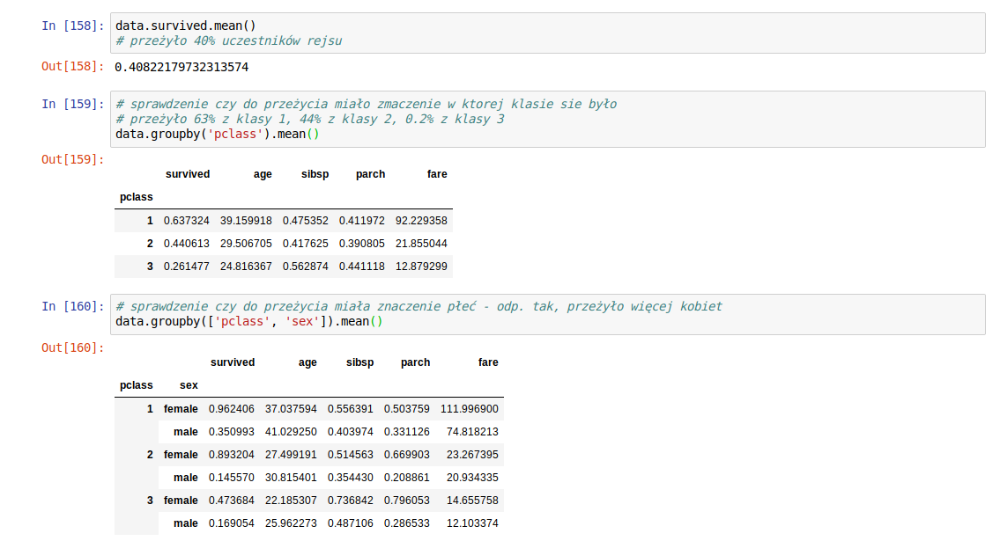 In [158]: data.survived.mean()
# przeżyło 40% uczestników rejsu
Out[158]: 0.40822179732313574
In [159]: # sprawdzenie czy do przeżycia miało zmaczenie w ktorej klasie sie było
# przeżyło 63% z klasy 1, 44% z klasy 2, 0.2% z klasy 3
data.groupby('pclass').mean()
Out[159]:
survived age sibsp parch fare
pclass
1 0.637324 39.159918 0.475352 0.411972 92.229358
2 0.440613 29.506705 0.417625 0.390805 21.855044
3 0.261477 24.816367 0.562874 0.441118 12.879299
In [160]: # sprawdzenie czy do przeżycia miała znaczenie płeć - odp. tak, przeżyło więcej kobiet
data.groupby(['pclass', 'sex']).mean()
Out[160]:
survived age sibsp parch fare
pclass sex
1 female 0.962406 37.037594 0.556391 0.503759 111.996900
male 0.350993 41.029250 0.403974 0.331126 74.818213
2 female 0.893204 27.499191 0.514563 0.669903 23.267395
male 0.145570 30.815401 0.354430 0.208861 20.934335
3 female 0.473684 22.185307 0.736842 0.796053 14.655758
male 0.169054 25.962273 0.487106 0.286533 12.103374